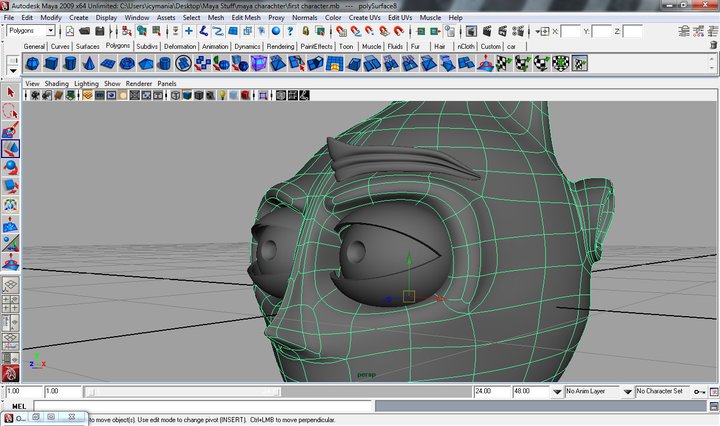 Autodesk Maya 2009 x64 Unlimited: C:\Users\icymania\Desktop\Maya Stuff\maya charachter\first character.mb --- polySurface8
File Edit Modify Create Display Window Assets Select Mesh Edit Mesh Proxy Normals Color Create UVs Edit UVs Muscle Help
Polygons X: Y: Z:
General Curves Surfaces Polygons Subdivs Deformation Animation Dynamics Rendering PaintEffects Toon Muscle Fluids Fur Hair nCloth Custom car
View Shading Lighting Show Renderer Panels
persp
1.00 1.00 24.00 48.00 No Anim Layer No Character Set
MEL
O... to move object(s). Use edit mode to change pivot (INSERT). Ctrl+LMB to move perpendicular.